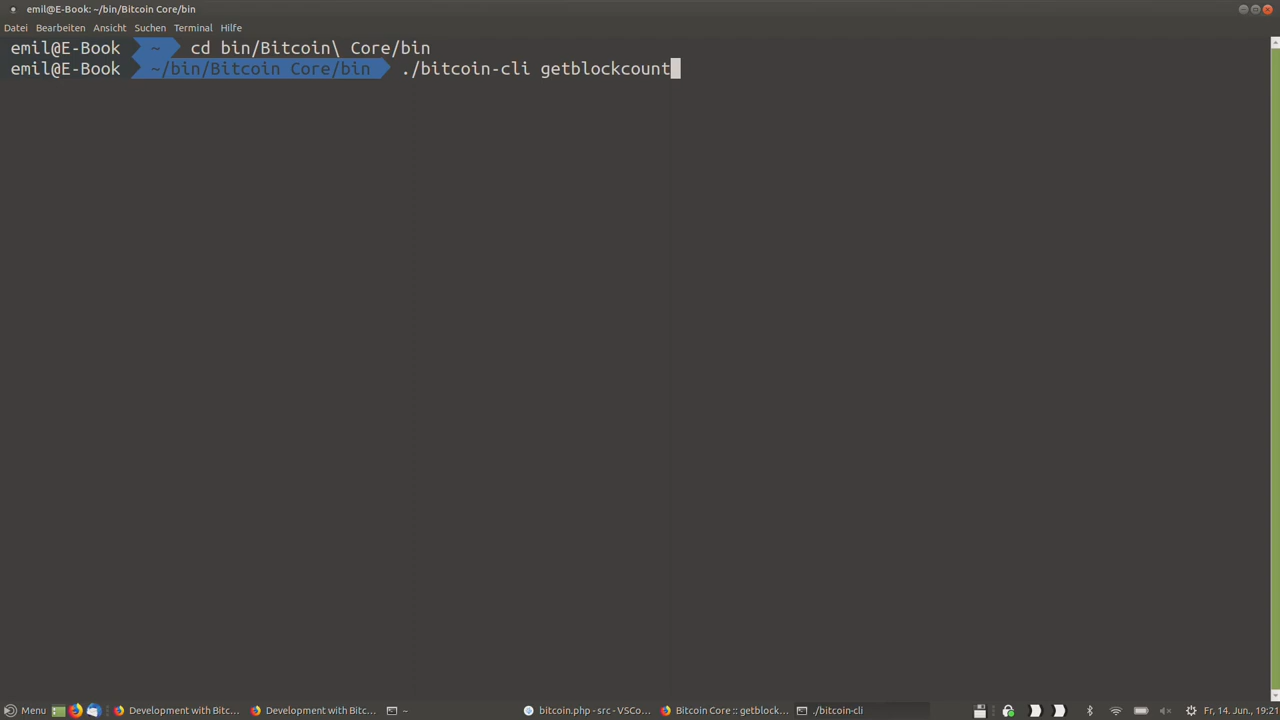 emil@E-Book: ~/bin/Bitcoin Core/bin
Datei Bearbeiten Ansicht Suchen Terminal Hilfe
emil@E-Book ~ cd bin/Bitcoin\ Core/bin
emil@E-Book ~/bin/Bitcoin Core/bin ./bitcoin-cli getblockcount
Menu Development with Bitc... Development with Bitc... ~ bitcoin.php - src - VSCo... Bitcoin Core :: getblock... ./bitcoin-cli Fr, 14. Jun., 19:21